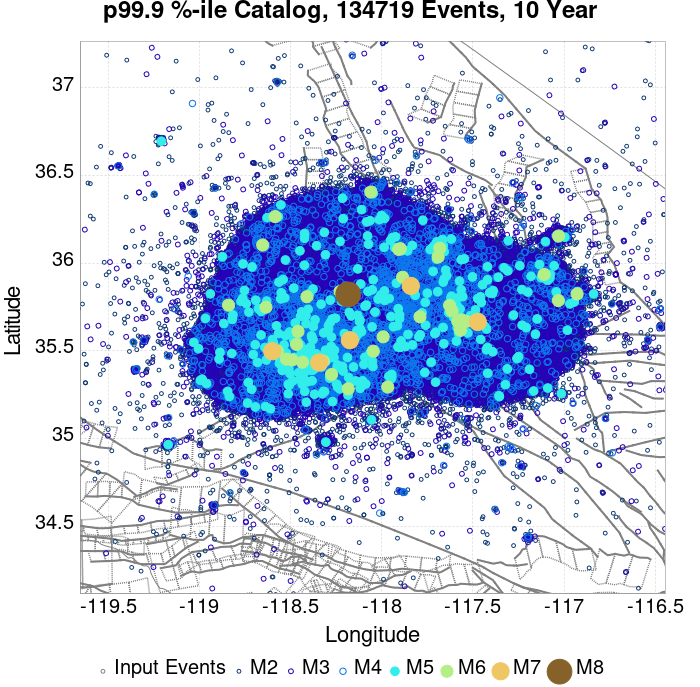 p99.9 %-ile Catalog, 134719 Events, 10 Year
37
36.5
36
35.5
35
34.5
Latitude
-119.5 -119 -118.5 -118 -117.5 -117 -116.5
Longitude
Input Events M2 M3 M4 M5 M6 M7 M8